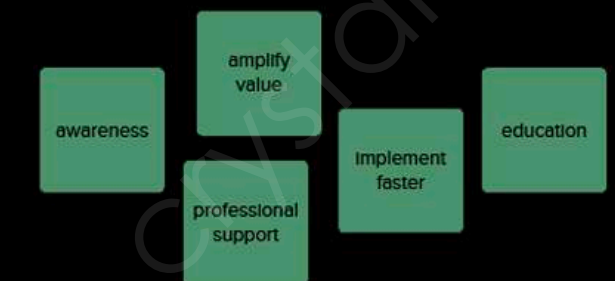 amplify
value
awareness
education
implement
faster
professional
support